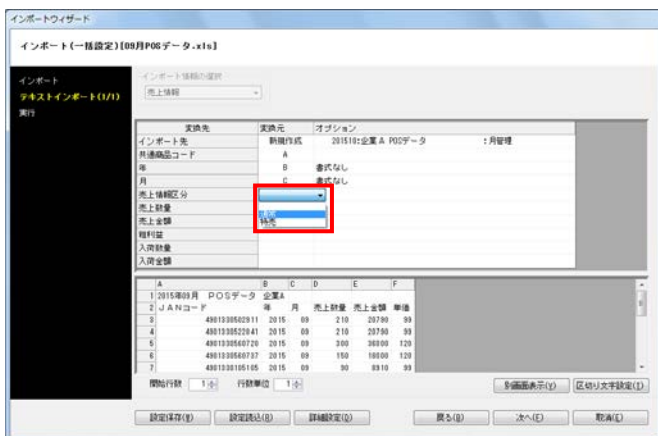 インポートウィザード
インポート(一括設定)[09月POSデータ.xls]
インポート
テキストインポート(1/1)
実行
インポート情報の選択
売上情報
変換先 変換元 オプション
インポート先 新規作成 201510:企業A POSデータ :月管理
共通商品コード A
年 B 書式なし
月 C 書式なし
売上情報区分
売上数量
売上金額 特売
粗利益
入荷数量
入荷金額
A B C D E F
1 2015年09月 POSデータ 企業A
2 JANコード 年 月 売上数量 売上金額 単価
3 4901330502911 2015 09 210 20790 99
4 4901330522841 2015 09 210 20790 99
5 4901330560720 2015 09 300 36000 120
6 4901330560737 2015 09 150 18000 120
7 4901330105105 2015 09 90 8910 99
開始行数 1 行数単位 1 別画面表示(V) 区切り文字設定(I)
設定保存(W) 設定読込(R) 詳細設定(D) 戻る(B) 次へ(F) 取消(C)